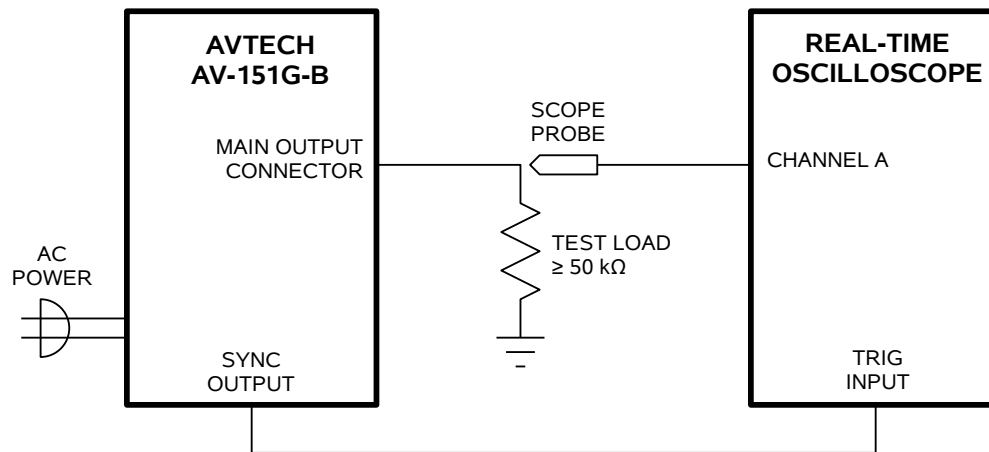 AVTECH
AV-151G-B
MAIN OUTPUT
CONNECTOR
SYNC
OUTPUT
AC
POWER
SCOPE
PROBE
TEST LOAD
≥ 50 kΩ
REAL-TIME
OSCILLOSCOPE
CHANNEL A
TRIG
INPUT